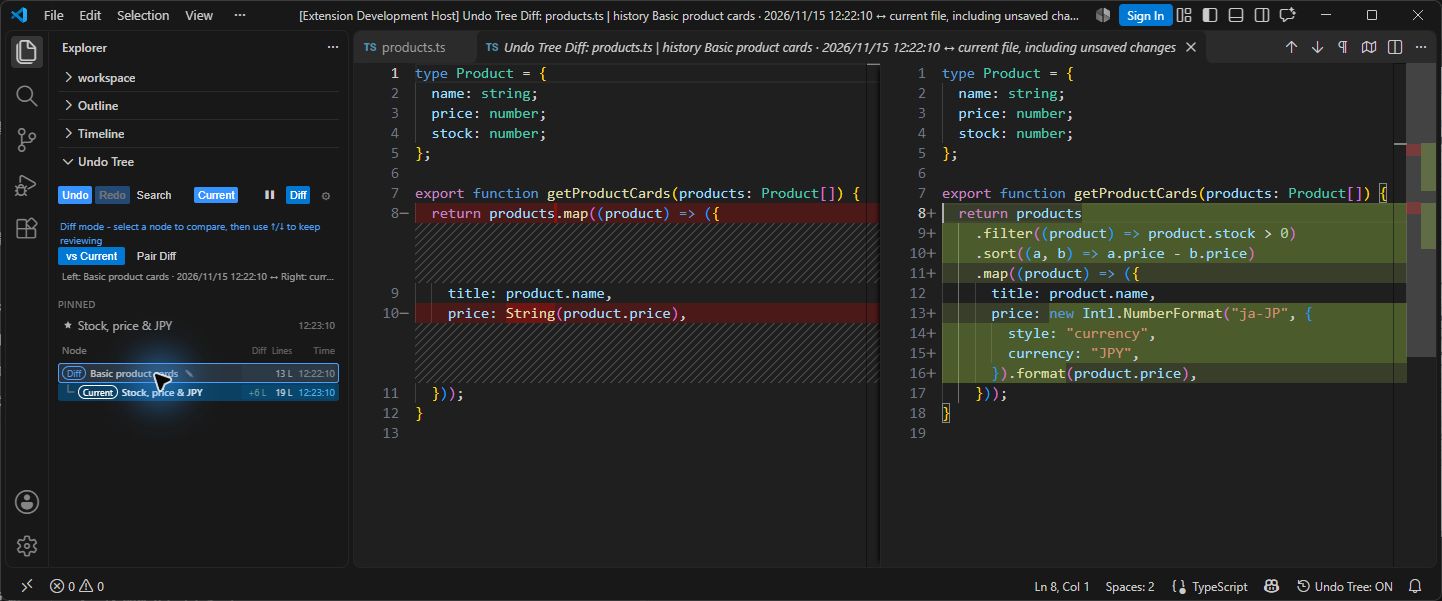 File Edit Selection View ··· [Extension Development Host] Undo Tree Diff: products.ts | history Basic product cards · 2026/11/15 12:22:10 ↔ current file, including unsaved cha... Sign In
Explorer ···
workspace
Outline
Timeline
Undo Tree
Undo Redo Search Current Diff
Diff mode - select a node to compare, then use ↑/↓ to keep
reviewing
vs Current Pair Diff
Left: Basic product cards · 2026/11/15 12:22:10 ↔ Right: curr...
PINNED
★ Stock, price & JPY 12:23:10
Node Diff Lines Time
Diff Basic product cards 13 L 12:22:10
Current Stock, price & JPY +6 L 19 L 12:23:10
TS products.ts
TS Undo Tree Diff: products.ts | history Basic product cards · 2026/11/15 12:22:10 ↔ current file, including unsaved changes
1 type Product = {
2 name: string;
3 price: number;
4 stock: number;
5 };
6
7 export function getProductCards(products: Product[]) {
8− return products.map((product) => ({
9 title: product.name,
10− price: String(product.price),
11 }));
12 }
13
1 type Product = {
2 name: string;
3 price: number;
4 stock: number;
5 };
6
7 export function getProductCards(products: Product[]) {
8+ return products
9+ .filter((product) => product.stock > 0)
10+ .sort((a, b) => a.price - b.price)
11+ .map((product) => ({
12 title: product.name,
13+ price: new Intl.NumberFormat("ja-JP", {
14+ style: "currency",
15+ currency: "JPY",
16+ }).format(product.price),
17 }));
18 }
19
0 0 Ln 8, Col 1 Spaces: 2 {} TypeScript Undo Tree: ON